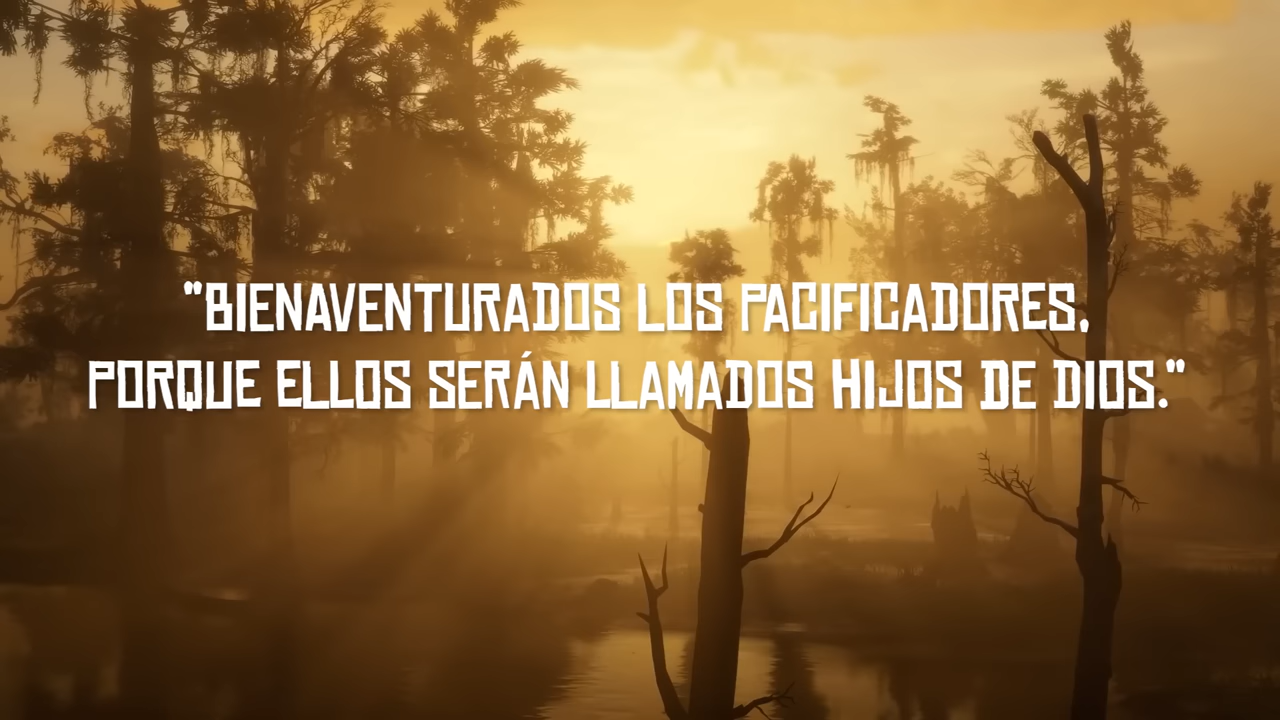 "BIENAVENTURADOS LOS PACIFICADORES,
PORQUE ELLOS SERÁN LLAMADOS HIJOS DE DIOS."